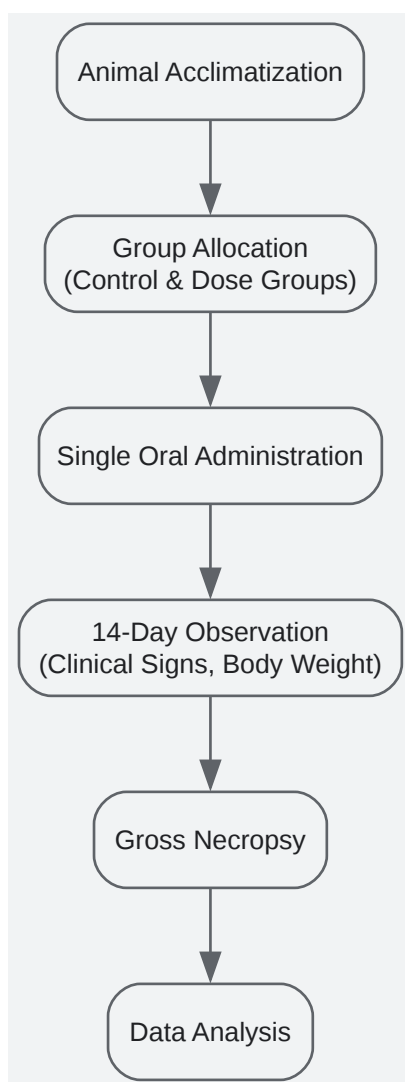 Animal Acclimatization
Group Allocation
(Control & Dose Groups)
Single Oral Administration
14-Day Observation
(Clinical Signs, Body Weight)
Gross Necropsy
Data Analysis